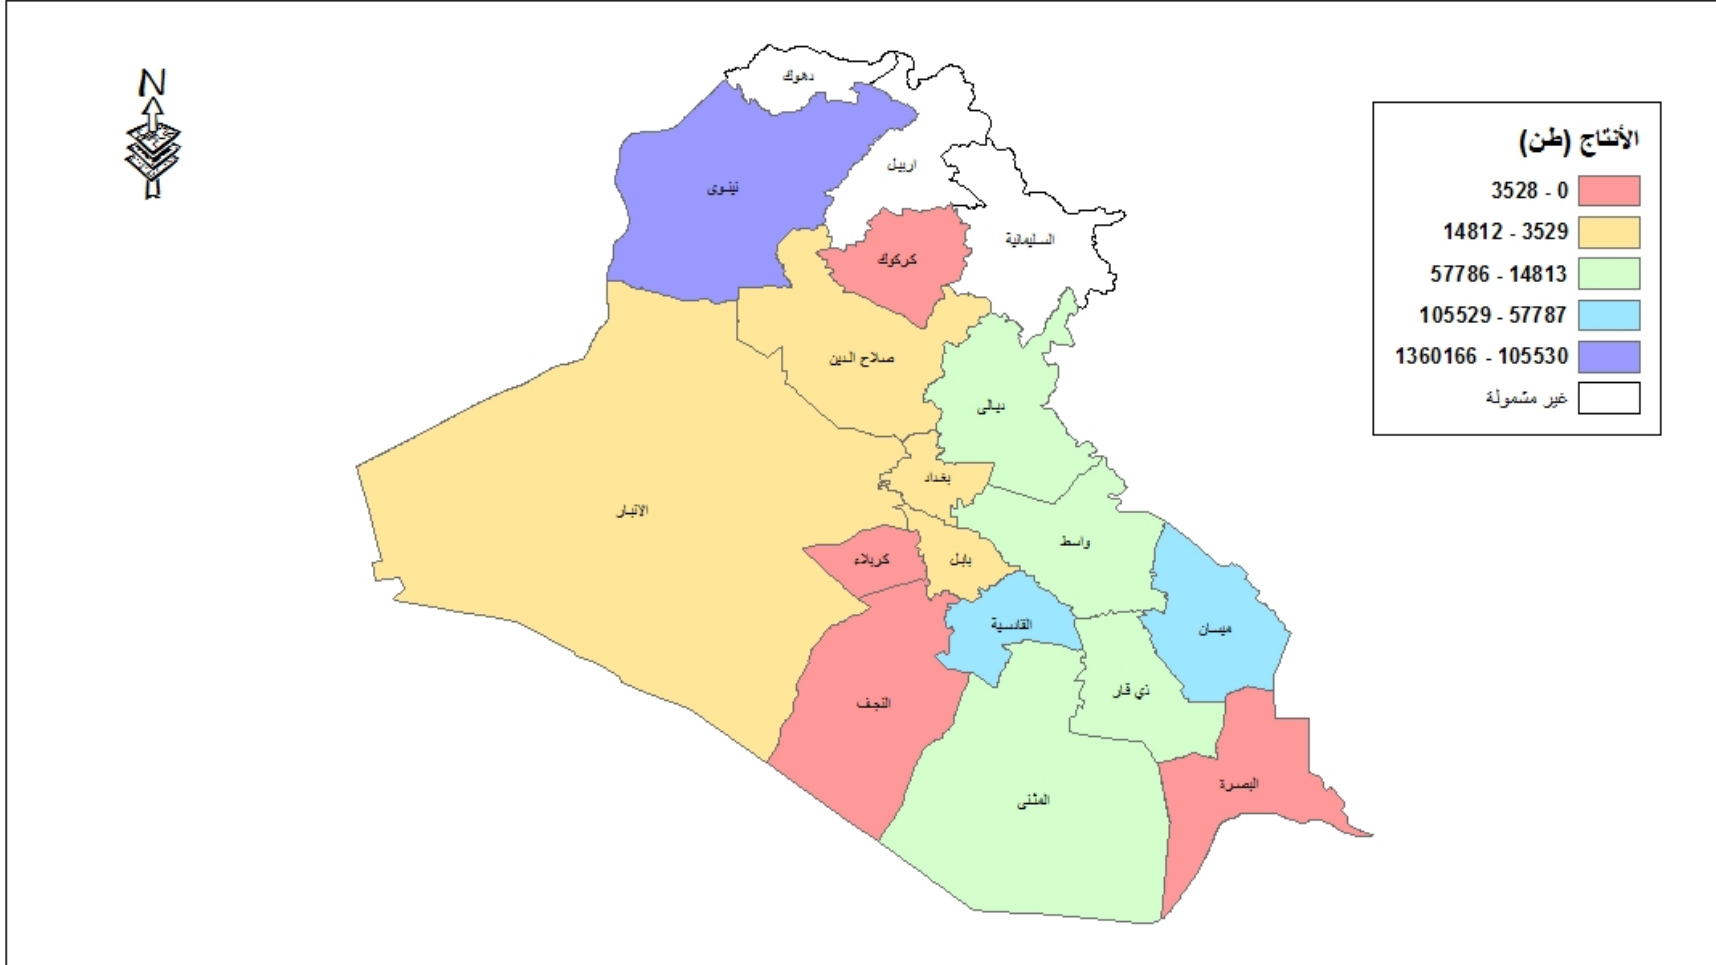 N
الأنتاج (طن)
3528 - 0
14812 - 3529
57786 - 14813
105529 - 57787
1360166 - 105530
غير مشمولة
دهوك
نينوى
اربيل
السليمانية
كركوك
صلاح الدين
ديالى
بغداد
الانبار
واسط
كربلاء
بابل
القادسية
ميسان
النجف
ذي قار
المثنى
البصرة